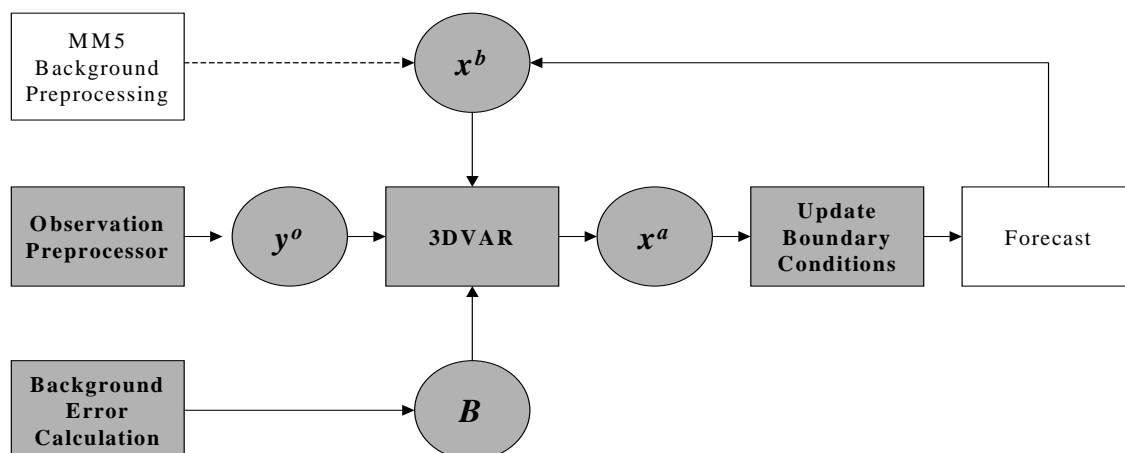 MM5
Background
Preprocessing
x^b
Observation
Preprocessor
y^o
3DVAR
x^a
Update
Boundary
Conditions
Forecast
Background
Error
Calculation
B